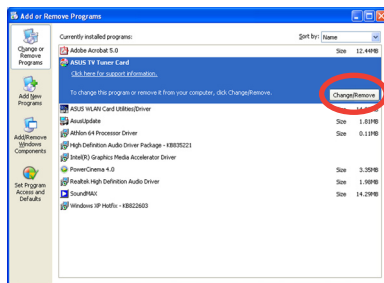 Add or Remove Programs
Change or
Remove
Programs
Add New
Programs
Add/Remove
Windows
Components
Set Program
Access and
Defaults
Currently installed programs:
Sort by: Name
Adobe Acrobat 5.0 Size 12.44MB
ASUS TV Tuner Card
Click here for support information.
To change this program or remove it from your computer, click Change/Remove.
Change/Remove
ASUS WLAN Card Utilities/Driver Size
AsusUpdate Size 1.81MB
Athlon 64 Processor Driver Size 0.11MB
High Definition Audio Driver Package - KB835221
Intel(R) Graphics Media Accelerator Driver
PowerCinema 4.0 Size 3.35MB
Realtek High Definition Audio Driver Size 1.98MB
SoundMAX Size 14.29MB
Windows XP Hotfix - KB822603